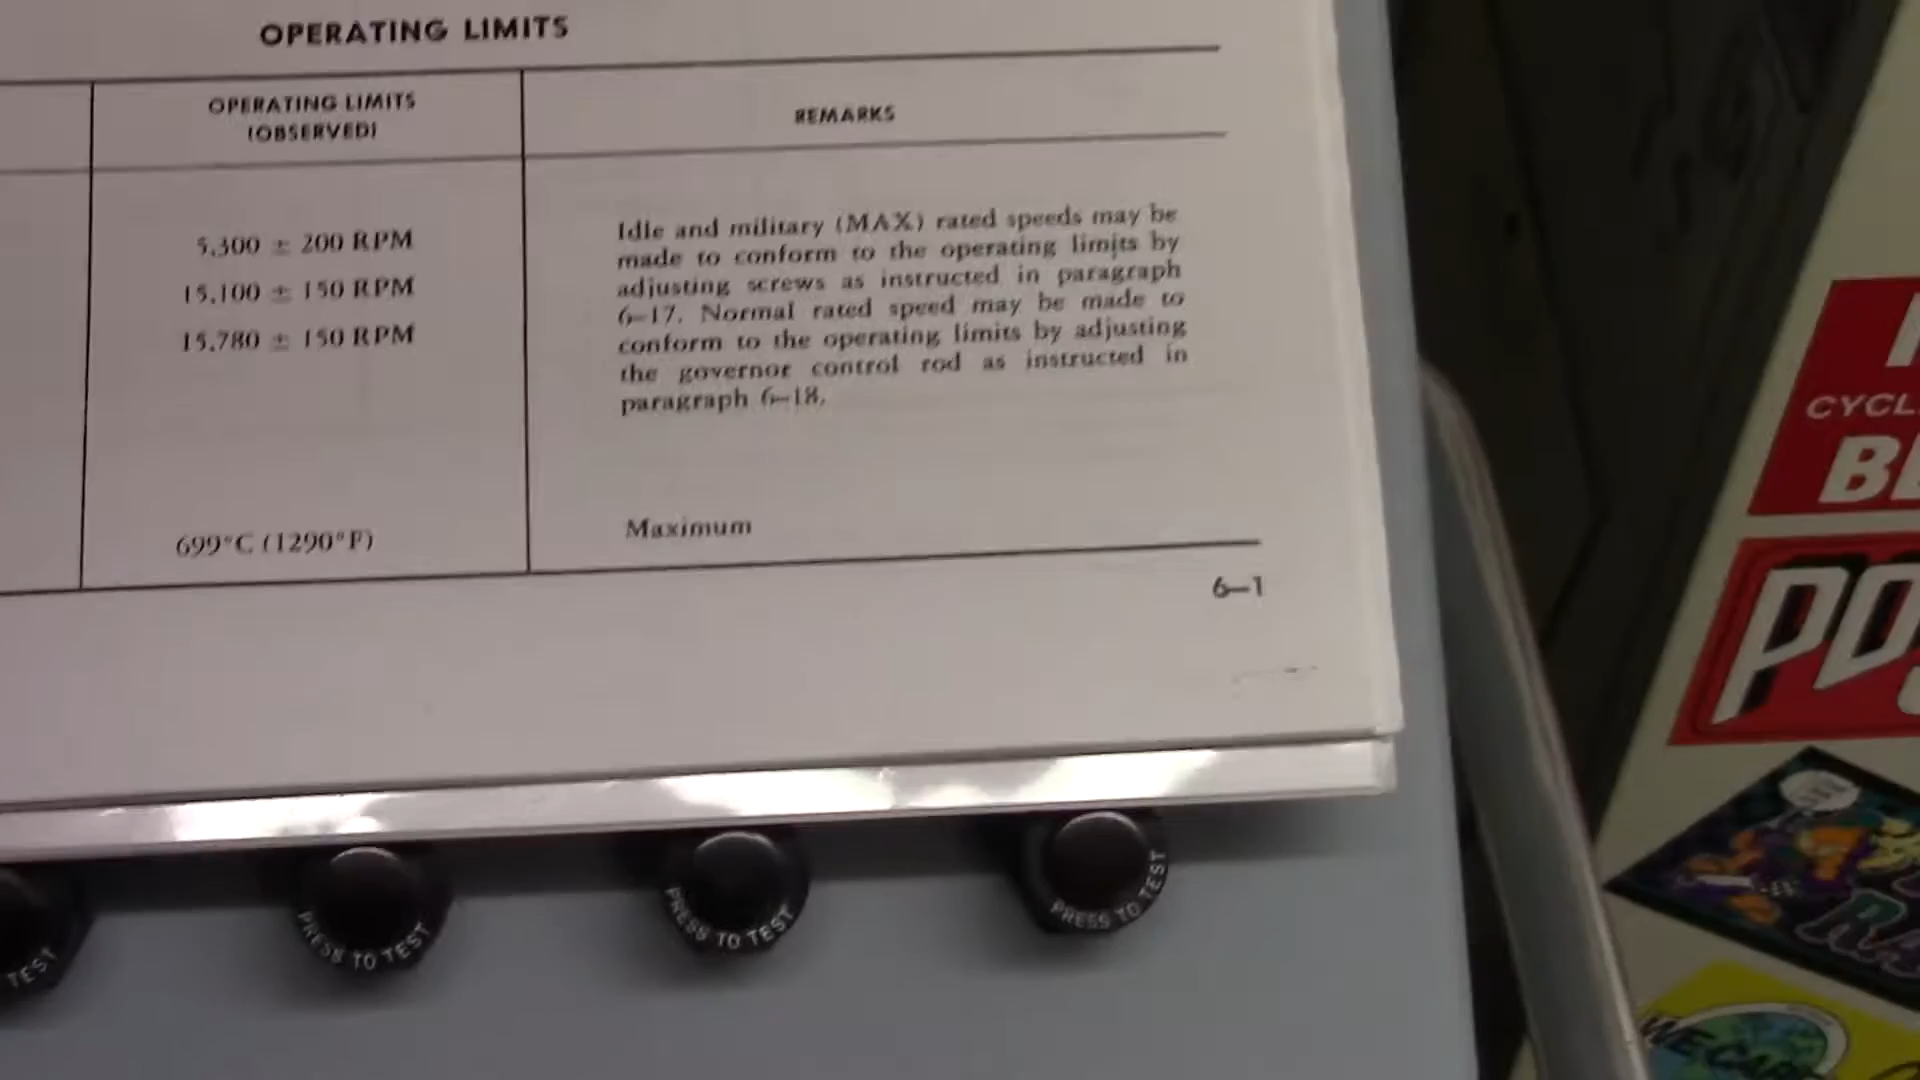 OPERATING LIMITS
OPERATING LIMITS
(OBSERVED)
REMARKS
5,300 ± 200 RPM
15,100 ± 150 RPM
15,780 ± 150 RPM
Idle and military (MAX) rated speeds may be
made to conform to the operating limits by
adjusting screws as instructed in paragraph
6-17. Normal rated speed may be made to
conform to the operating limits by adjusting
the governor control rod as instructed in
paragraph 6-18.
699°C (1290°F)
Maximum
6-1
TEST
PRESS TO TEST
PRESS TO TEST
PRESS TO TEST
CYCL
WE